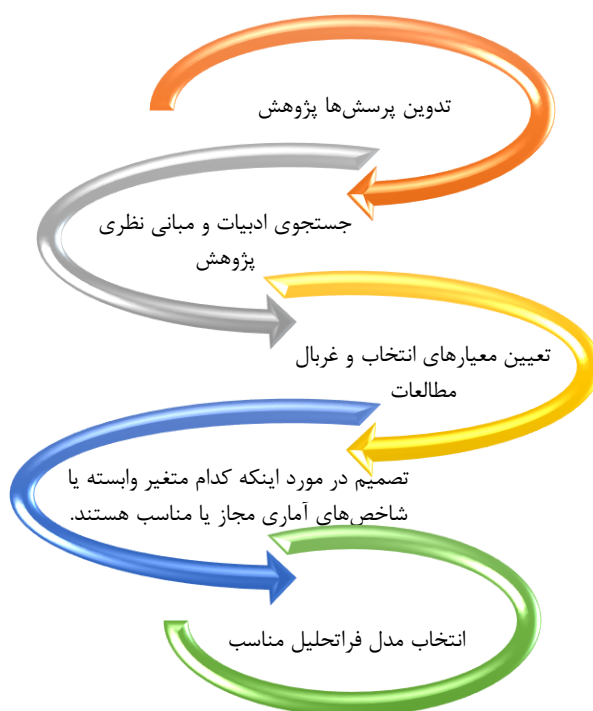 تدوین پرسش‌ها پژوهش
جستجوی ادبیات و مبانی نظری
پژوهش
تعیین معیارهای انتخاب و غربال
مطالعات
تصمیم در مورد اینکه کدام متغیر وابسته یا
شاخص‌های آماری مجاز یا مناسب هستند.
انتخاب مدل فراتحلیل مناسب